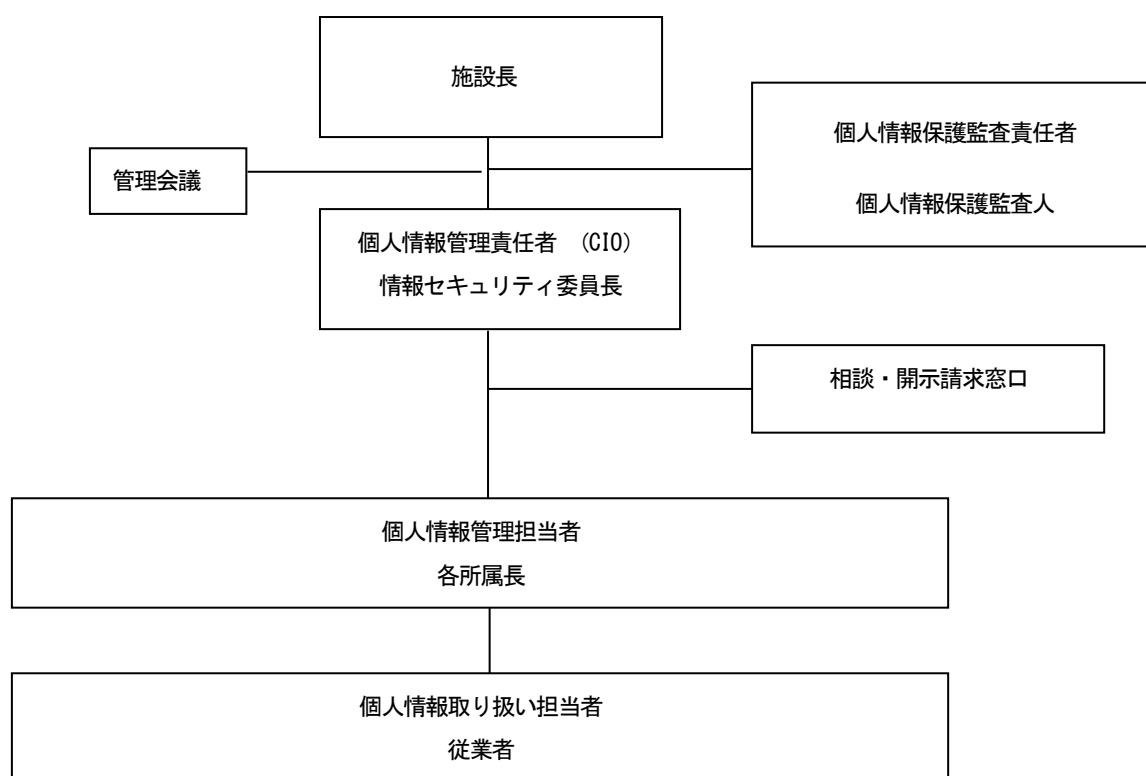 施設長
個人情報保護監査責任者
管理会議
個人情報保護監査人
個人情報管理責任者 (CIO)
情報セキュリティ委員長
相談・開示請求窓口
個人情報管理担当者
各所属長
個人情報取り扱い担当者
従業者